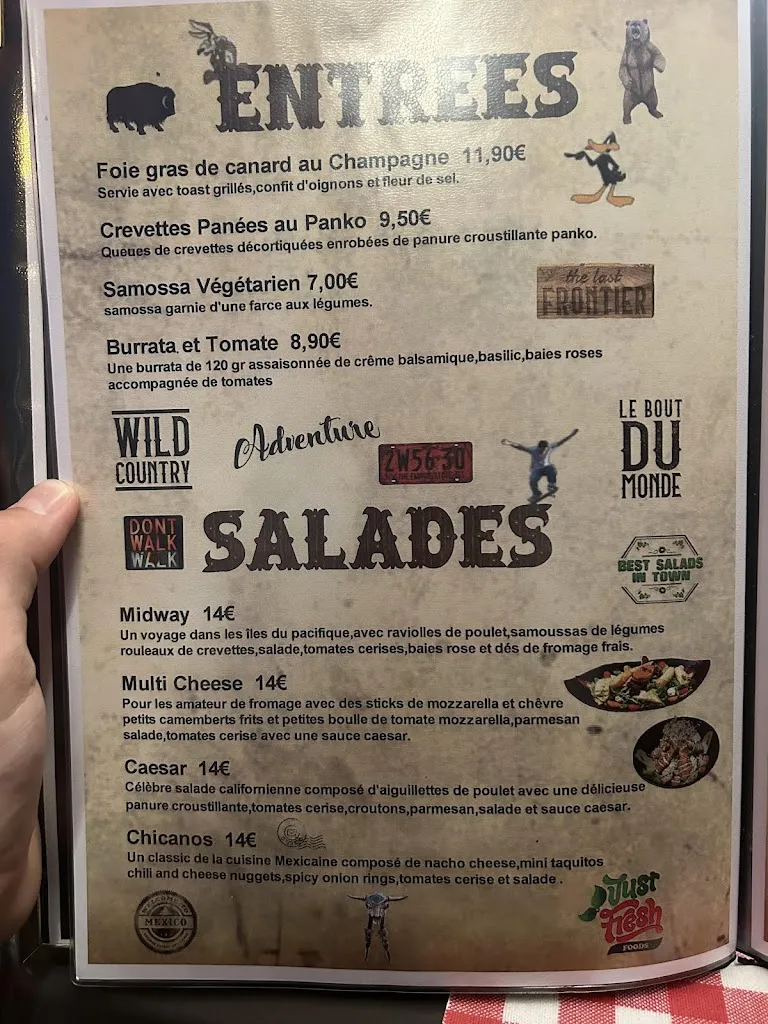 ENTREES
Foie gras de canard au Champagne 11,90€
Servie avec toast grillés,confit d'oignons et fleur de sel.
Crevettes Panées au Panko 9,50€
Queues de crevettes décortiquées enrobées de panure croustillante panko.
Samossa Végétarien 7,00€
samossa garnie d'une farce aux légumes.
the last
FRONTIER
Burrata et Tomate 8,90€
Une burrata de 120 gr assaisonnée de crême balsamique,basilic,baies roses
accompagnée de tomates
WILD
COUNTRY
Adventure
2W56-30
LE BOUT
DU
MONDE
DONT
WALK
WALK
SALADES
BEST SALADS
IN TOWN
Midway 14€
Un voyage dans les îles du pacifique,avec raviolles de poulet,samoussas de légumes
rouleaux de crevettes,salade,tomates cerises,baies rose et dés de fromage frais.
Multi Cheese 14€
Pour les amateur de fromage avec des sticks de mozzarella et chêvre
petits camemberts frits et petites boulle de tomate mozzarella,parmesan
salade,tomates cerise avec une sauce caesar.
Caesar 14€
Célèbre salade californienne composé d'aiguillettes de poulet avec une délicieuse
panure croustillante,tomates cerise,croutons,parmesan,salade et sauce caesar.
Chicanos 14€
Un classic de la cuisine Mexicaine composé de nacho cheese,mini taquitos
chili and cheese nuggets,spicy onion rings,tomates cerise et salade .
WELCOME TO
MEXICO
Just
Fresh
FOODS